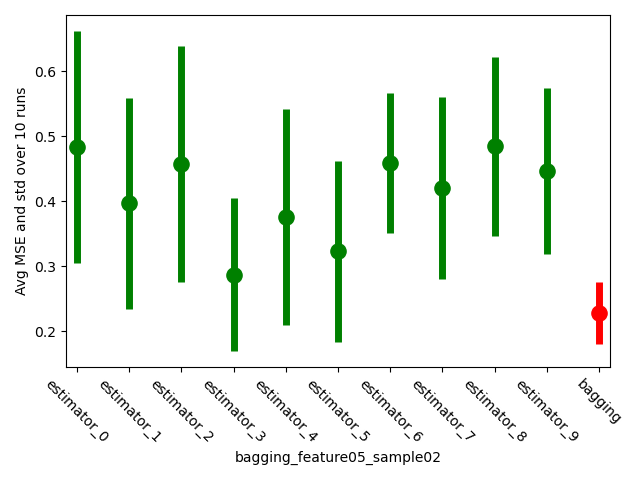 Avg MSE and std over 10 runs
0.6
0.5
0.4
0.3
0.2
estimator_0
estimator_1
estimator_2
estimator_3
estimator_4
estimator_5
estimator_6
estimator_7
estimator_8
estimator_9
bagging
bagging_feature05_sample02